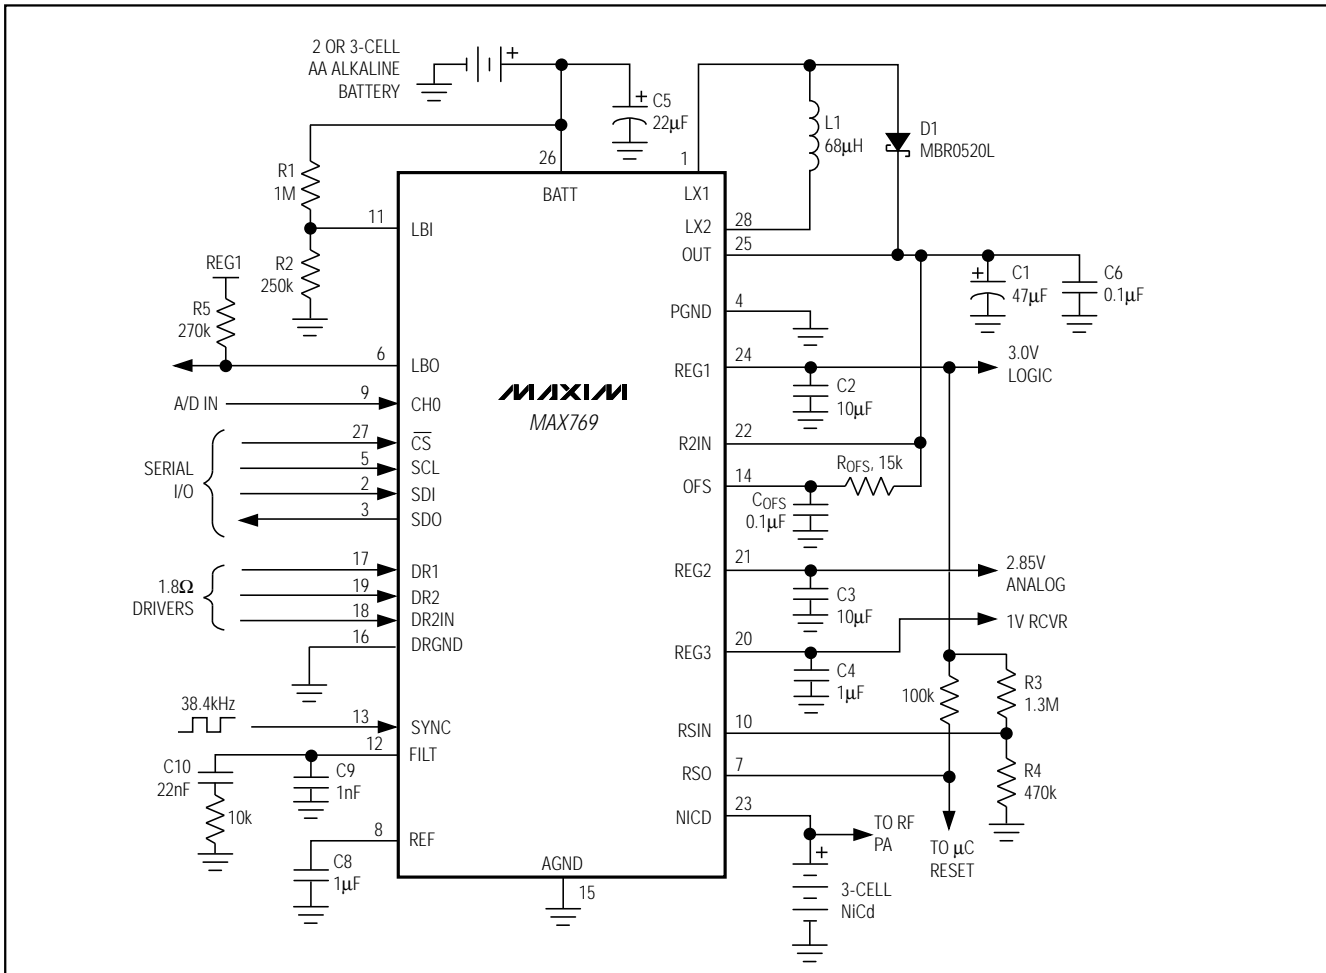 2 OR 3-CELL
AA ALKALINE
BATTERY
+
+
C5
22μF
L1
68μH
D1
MBR0520L
R1
1M
26
1
BATT
LX1
11
LBI
LX2
28
OUT
25
REG1
R2
250k
R5
270k
+
C1
47μF
C6
0.1μF
PGND
4
6
LBO
REG1
24
3.0V
LOGIC
C2
10μF
A/D IN
9
CH0
MAXIM
MAX769
27
CS
R2IN
22
SERIAL
I/O
5
SCL
2
SDI
3
SDO
OFS
14
ROFS, 15k
COFS
0.1μF
17
DR1
REG2
21
2.85V
ANALOG
1.8Ω
DRIVERS
19
DR2
18
DR2IN
C3
10μF
1V RCVR
16
DRGND
REG3
20
C4
1μF
100k
R3
1.3M
38.4kHz
13
SYNC
RSIN
10
12
FILT
C10
22nF
C9
1nF
10k
RSO
7
R4
470k
NICD
23
TO RF
PA
8
REF
TO μC
RESET
C8
1μF
AGND
15
+
3-CELL
NiCd